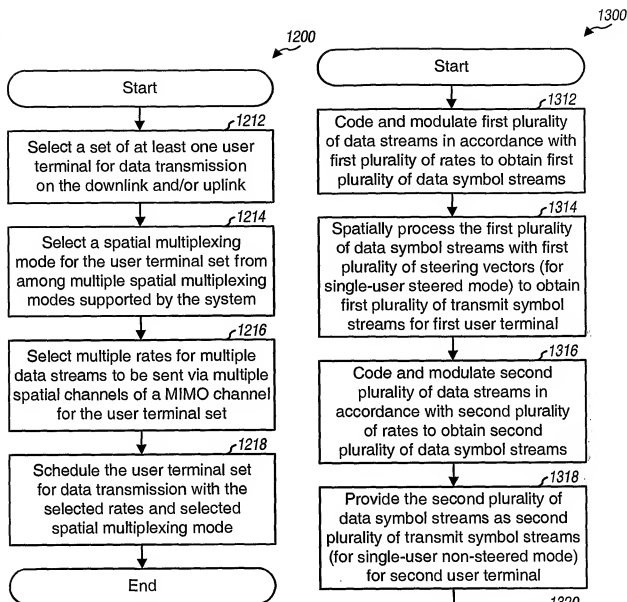 1200
Start
1212
Select a set of at least one user
terminal for data transmission
on the downlink and/or uplink
1214
Select a spatial multiplexing
mode for the user terminal set from
among multiple spatial multiplexing
modes supported by the system
1216
Select multiple rates for multiple
data streams to be sent via multiple
spatial channels of a MIMO channel
for the user terminal set
1218
Schedule the user terminal set
for data transmission with the
selected rates and selected
spatial multiplexing mode
End
1300
Start
1312
Code and modulate first plurality
of data streams in accordance with
first plurality of rates to obtain first
plurality of data symbol streams
1314
Spatially process the first plurality
of data symbol streams with first
plurality of steering vectors (for
single-user steered mode) to obtain
first plurality of transmit symbol
streams for first user terminal
1316
Code and modulate second
plurality of data streams in
accordance with second plurality
of rates to obtain second
plurality of data symbol streams
1318
Provide the second plurality of
data symbol streams as second
plurality of transmit symbol streams
(for single-user non-steered mode)
for second user terminal